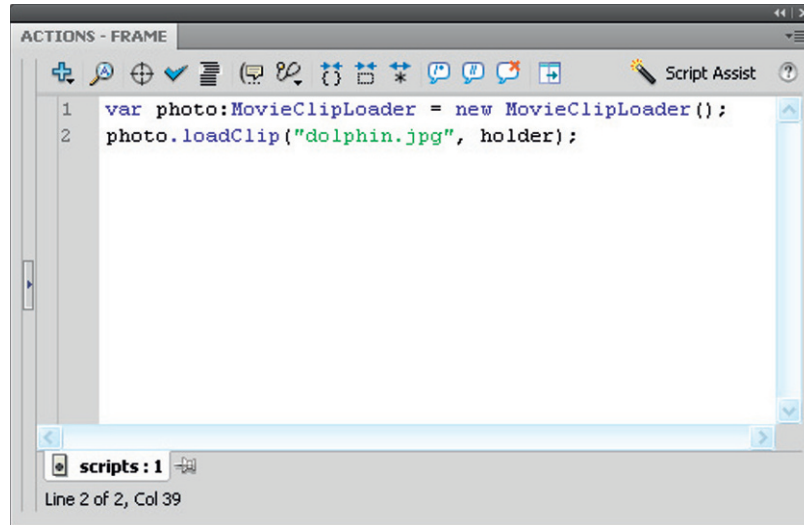 ACTIONS - FRAME
Script Assist
1 var photo:MovieClipLoader = new MovieClipLoader();
2 photo.loadClip("dolphin.jpg", holder);
scripts : 1
Line 2 of 2, Col 39